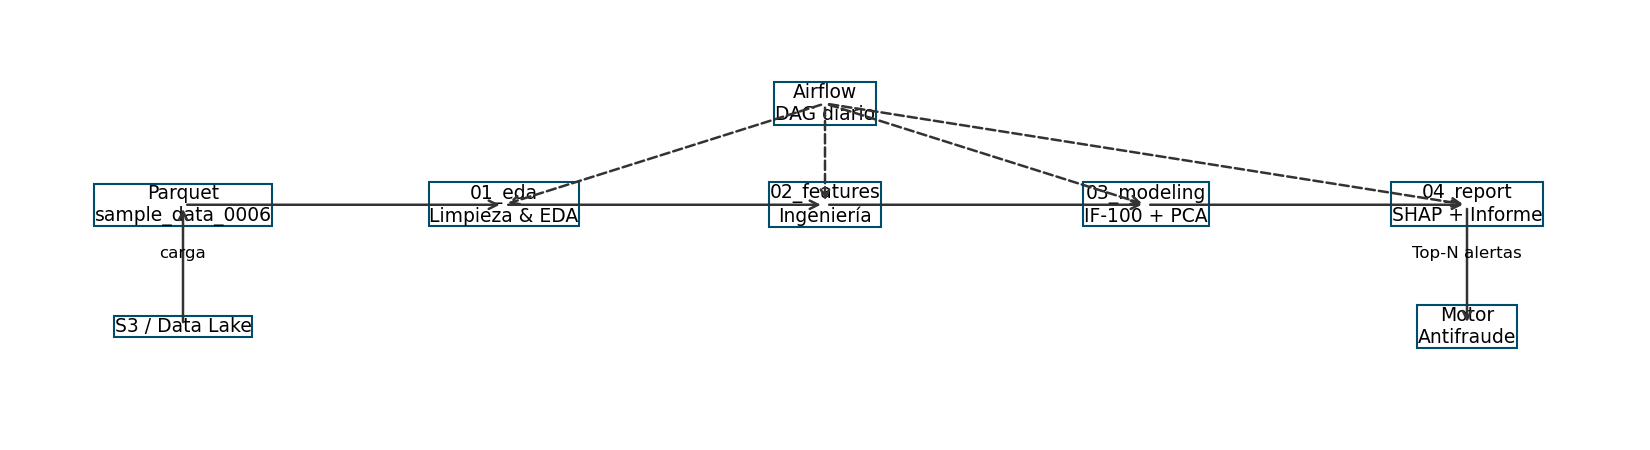 Airflow
DAG diario
Parquet
sample_data_0006
01_eda
Limpieza & EDA
02_features
Ingeniería
03_modeling
IF-100 + PCA
04_report
SHAP + Informe
carga
Top-N alertas
S3 / Data Lake
Motor
Antifraude